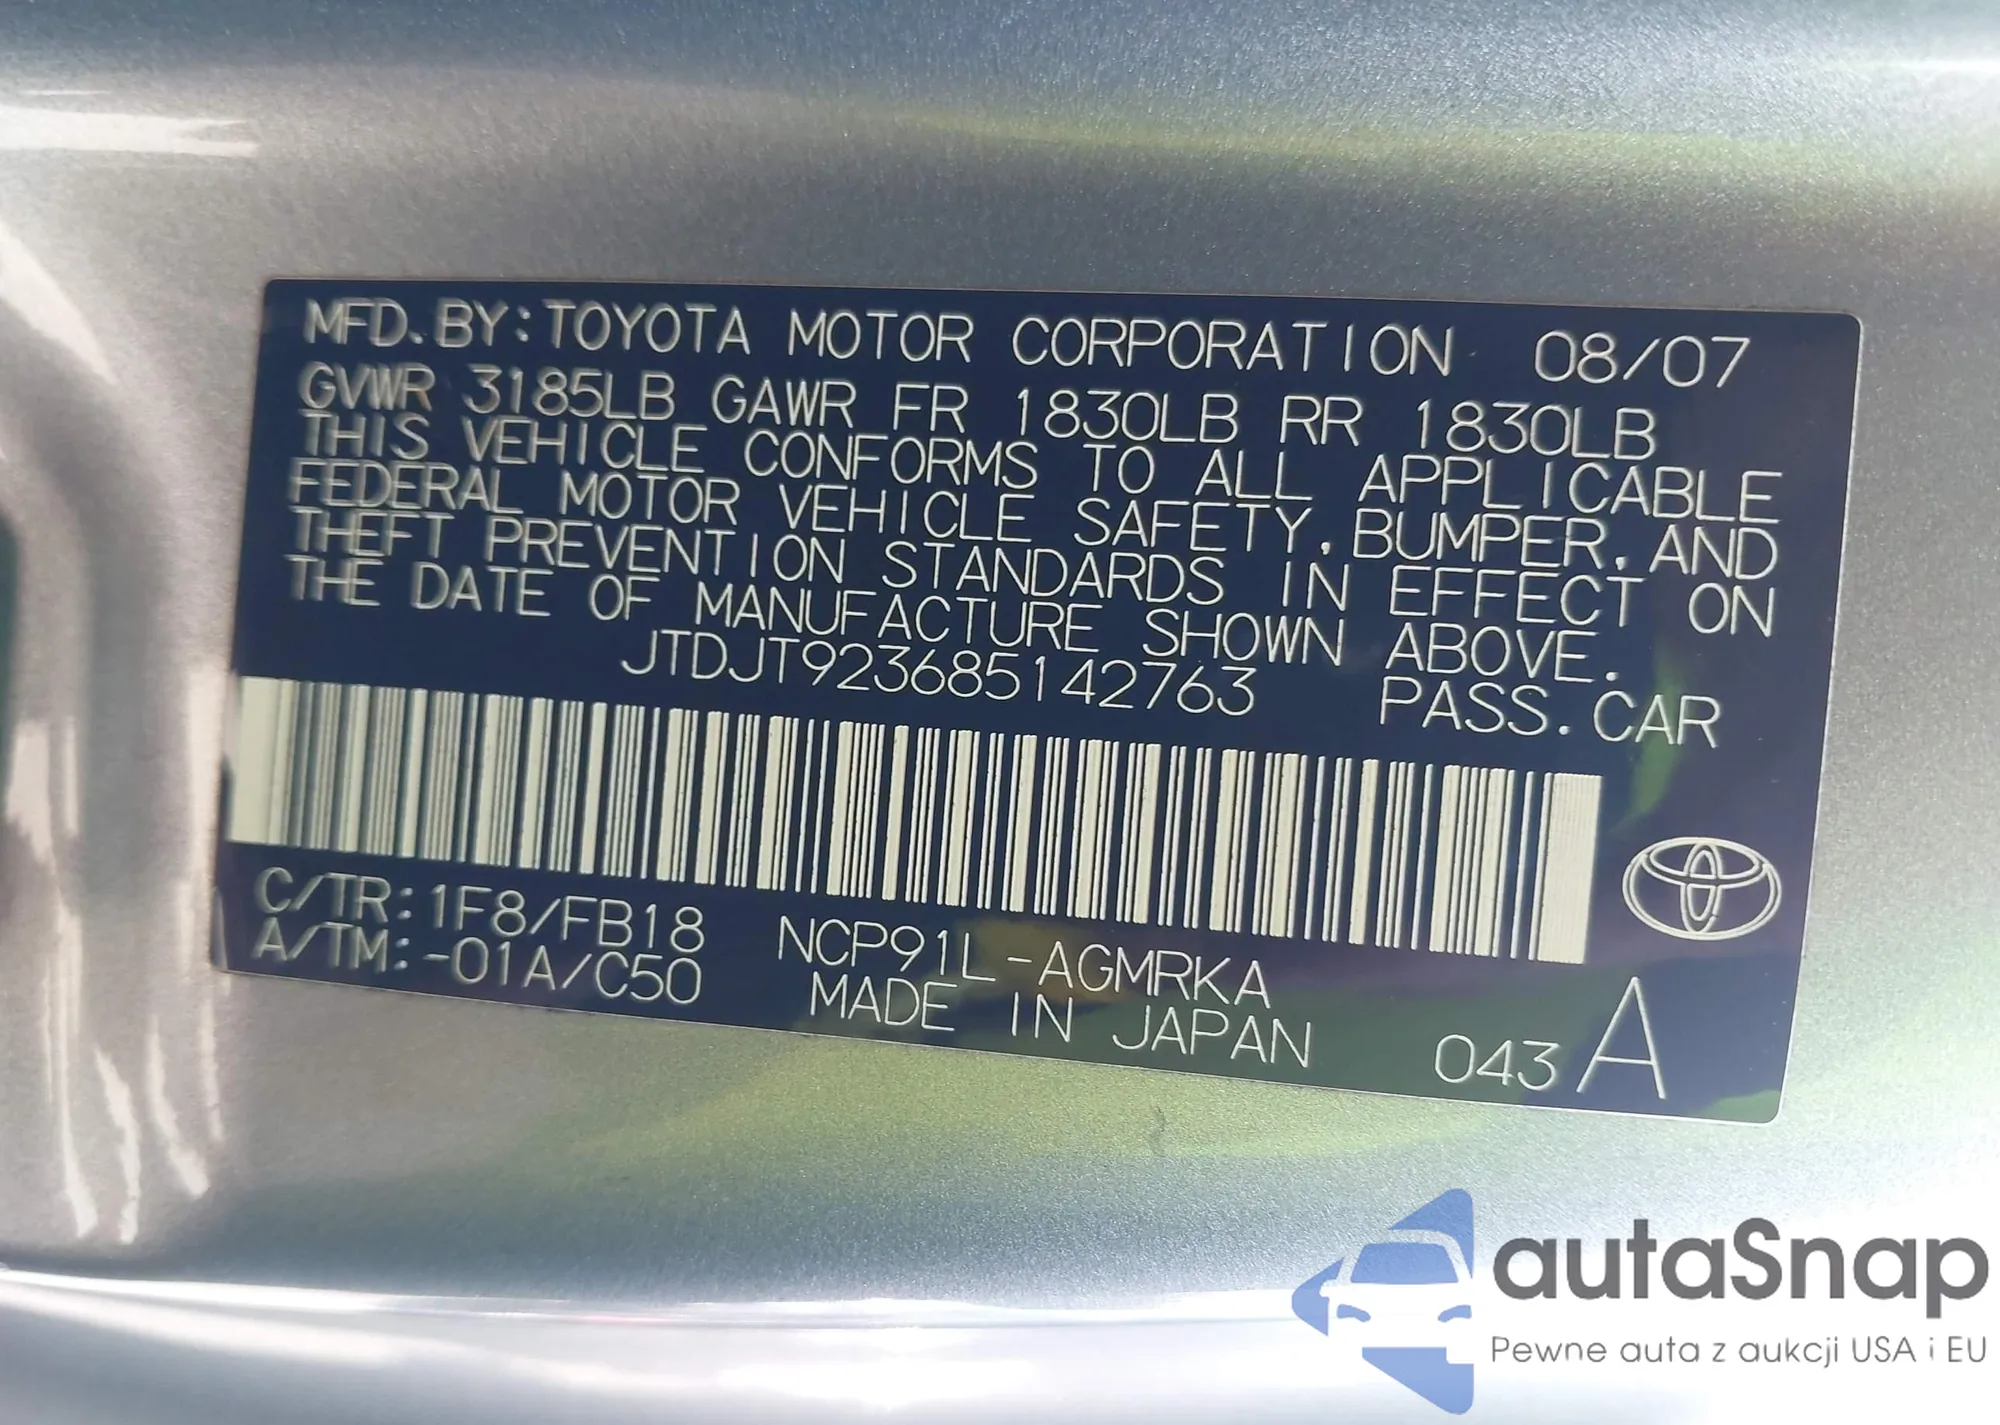 MFD. BY: TOYOTA MOTOR CORPORATION 08/07
GVWR 3185LB GAWR FR 1830LB RR 1830LB
THIS VEHICLE CONFORMS TO ALL APPLICABLE
FEDERAL MOTOR VEHICLE SAFETY, BUMPER, AND
THEFT PREVENTION STANDARDS IN EFFECT ON
THE DATE OF MANUFACTURE SHOWN ABOVE.
JTDJT923685142763 PASS. CAR
C/TR: 1F8/FB18 NCP91L-AGMRKA
A/TM: -01A/C50 MADE IN JAPAN 043 A
autaSnap
Pewne auta z aukcji USA i EU